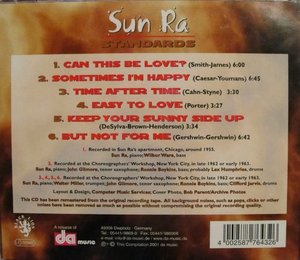 Sun Ra
STANDARDS
1. CAN THIS BE LOVE? (Smith-James) 6:00
2. SOMETIMES I'M HAPPY (Caesar-Youmans) 6:45
3. TIME AFTER TIME (Cahn-Styne) 3:30
4. EASY TO LOVE (Porter) 3:27
5. KEEP YOUR SUNNY SIDE UP
(DeSylva-Brown-Henderson) 3:34
6. BUT NOT FOR ME (Gershwin-Gershwin) 6:42
1. Recorded in Sun Ra's apartment, Chicago, around 1955.
Sun Ra, piano; Wilbur Ware, bass
2. Recorded at the Choreographers' Workshop, New York City, in late 1962 or early 1963.
Sun Ra, piano; John Gilmore, tenor saxophone; Ronnie Boykins, bass; probably Lex Humphries, drums
3., 4., 5., 6. Recorded at the Choreographers' Workshop, New York City, in late 1962 or early 1963.
Sun Ra, piano; Walter Miller, trumpet; John Gilmore, tenor saxophone; Ronnie Boykins, bass; Clifford Jarvis, drums
Layout & Design, Computer Music Services; Cover Photo, Bob Parent/Archive Photos
This CD has been remastered from the original tape. All background noises, such as pops, clicks or other
noises have been removed as much as possible without compromising the original recording quality.
A release of
da music
49356 Diepholz · Germany
This Compilation 2001 da music
4 002587 764326